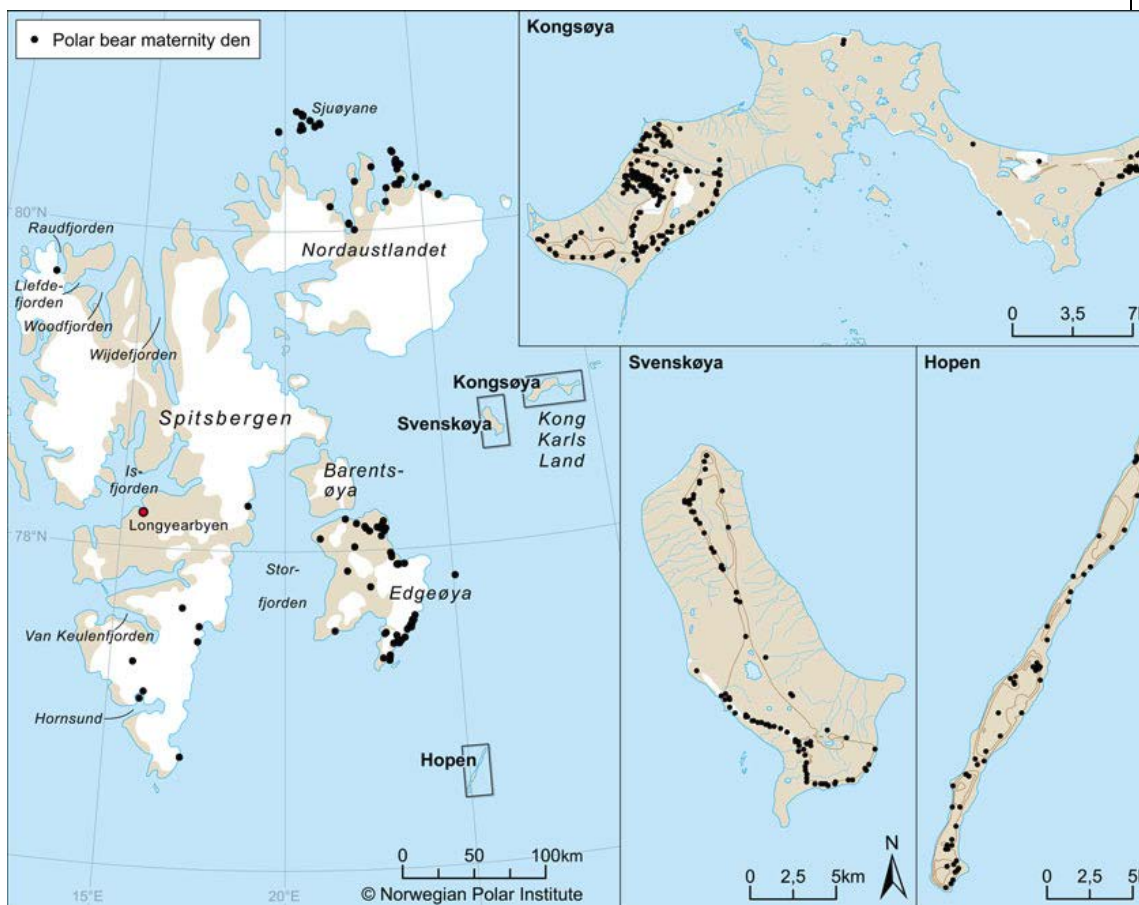 Polar bear maternity den
Sjuøyane
80°N
Raudfjorden
Nordaustlandet
Liefde-
fjorden
Woodfjorden
Wijdefjorden
Kongsøya
Svenskøya
Kong
Karls
Land
Spitsbergen
Barents-
øya
Is-
fjorden
Longyearbyen
78°N
Stor-
fjorden
Edgeøya
Van Keulenfjorden
Hornsund
Hopen
0 50 100km
15°E
20°E
© Norwegian Polar Institute
Kongsøya
0 3,5
Svenskøya
N
0 2,5 5km
Hopen
0 2,5